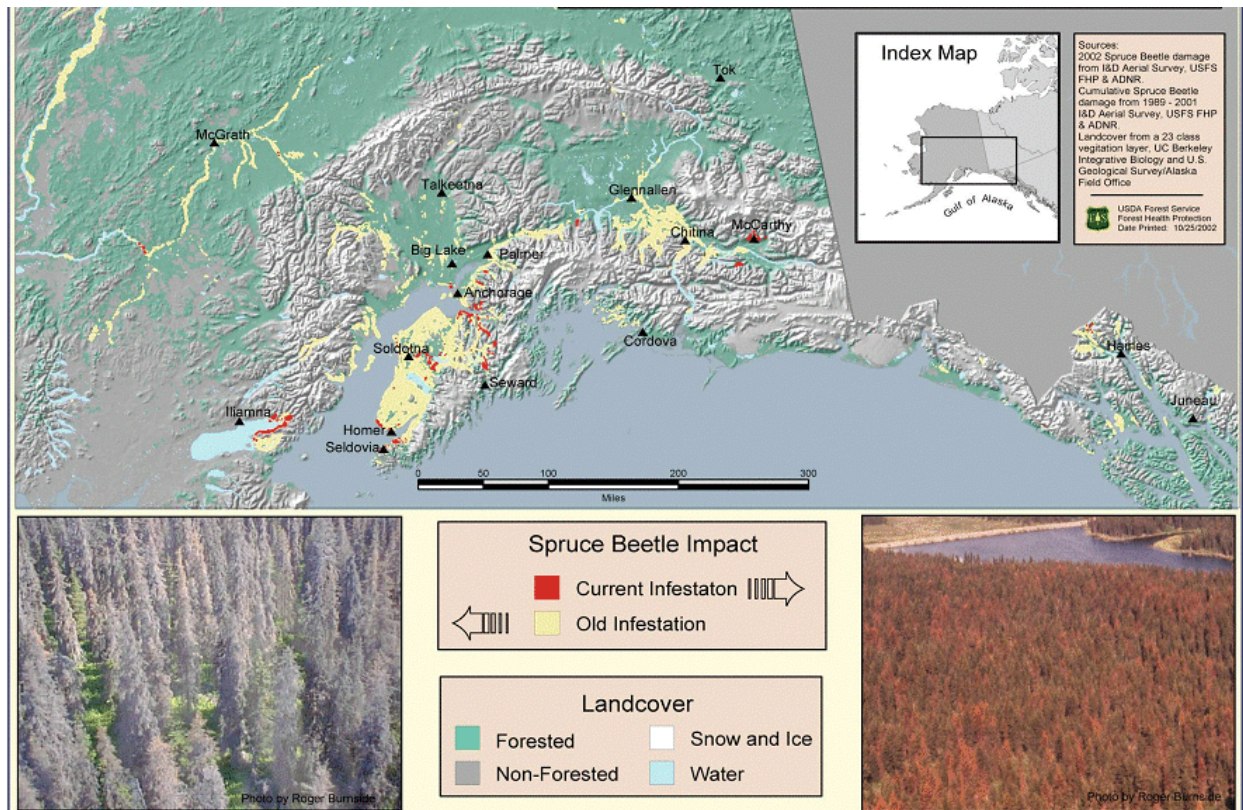 Tok
McGrath
Talkeetna
Glennallen
Chitina
McCarthy
Big Lake
Palmer
Anchorage
Soldotna
Cordova
Seward
Iliamna
Homer
Seldovia
Haines
Juneau
0 50 100 200 300
Miles
Index Map
Gulf of Alaska
Sources:
2002 Spruce Beetle damage
from I&D Aerial Survey, USFS
FHP & ADNR.
Cumulative Spruce Beetle
damage from 1989 - 2001
I&D Aerial Survey, USFS FHP
& ADNR.
Landcover from a 23 class
vegitation layer, UC Berkeley
Integrative Biology and U.S.
Geological Survey/Alaska
Field Office
USDA Forest Service
Forest Health Protection
Date Printed: 10/25/2002
Spruce Beetle Impact
Current Infestaton
Old Infestation
Landcover
Forested
Snow and Ice
Non-Forested
Water
Photo by Roger Burnside
Photo by Roger Burnside